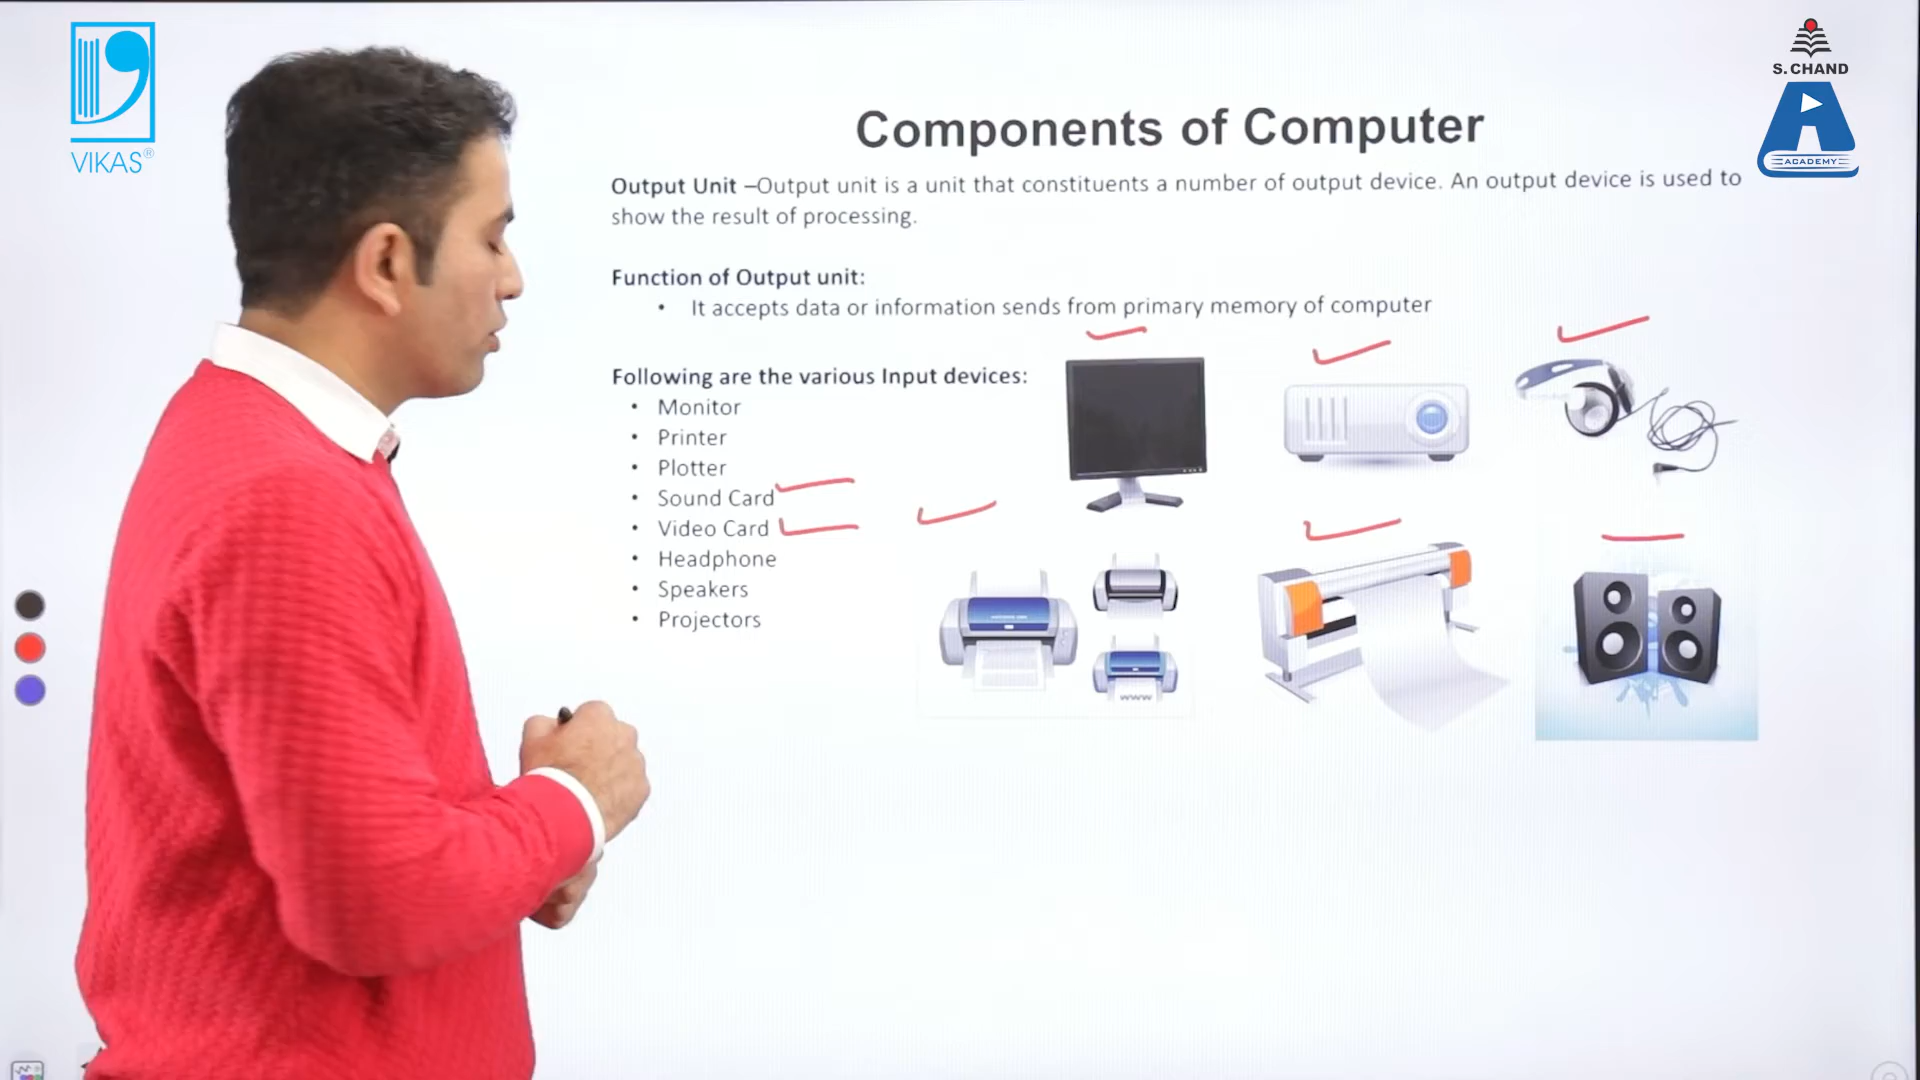 VIKAS®
S. CHAND
ACADEMY
Components of Computer
Output Unit –Output unit is a unit that constituents a number of output device. An output device is used to
show the result of processing.
Function of Output unit:
• It accepts data or information sends from primary memory of computer
Following are the various Input devices:
• Monitor
• Printer
• Plotter
• Sound Card
• Video Card
• Headphone
• Speakers
• Projectors
www